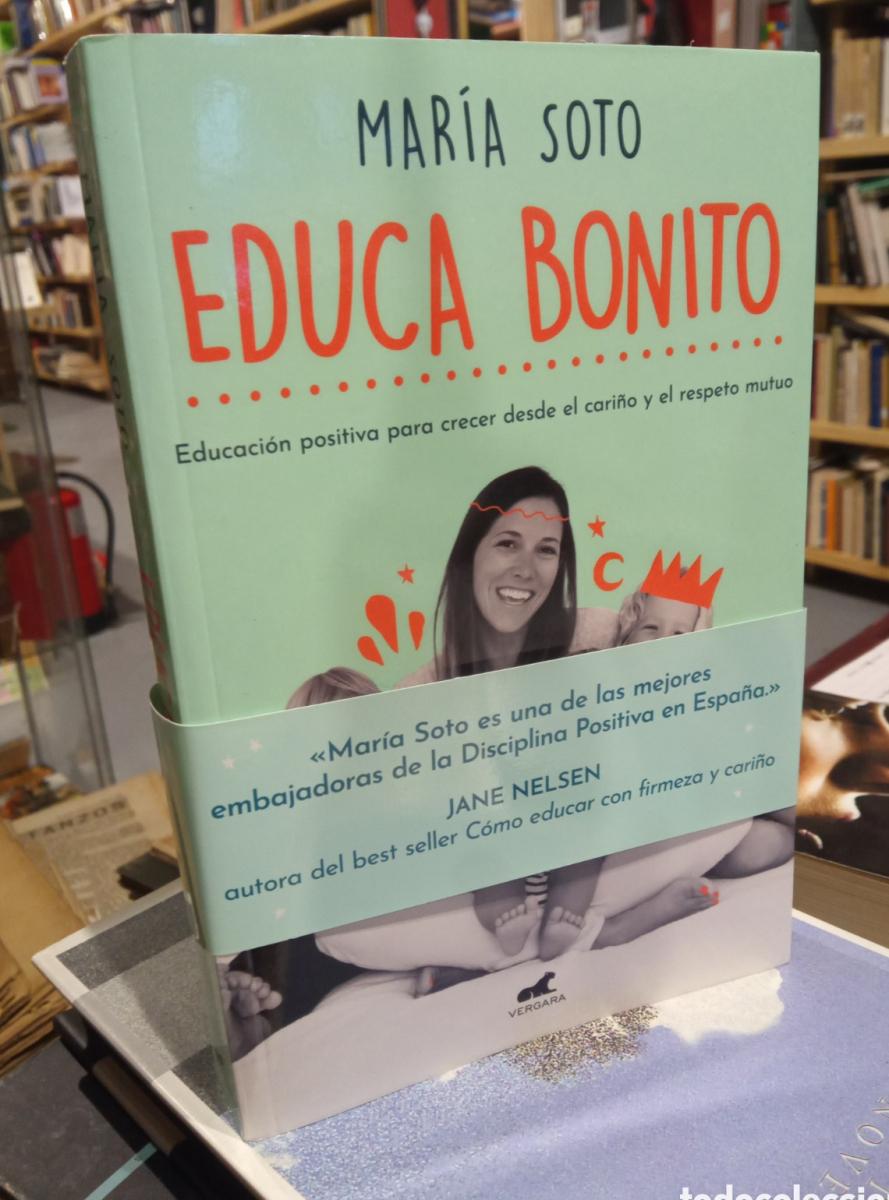 MARÍA SOTO
EDUCA BONITO
Educación positiva para crecer desde el cariño y el respeto mutuo
«María Soto es una de las mejores
embajadoras de la Disciplina Positiva en España.»
JANE NELSEN
autora del best seller Cómo educar con firmeza y cariño
VERGARA
TANZOS